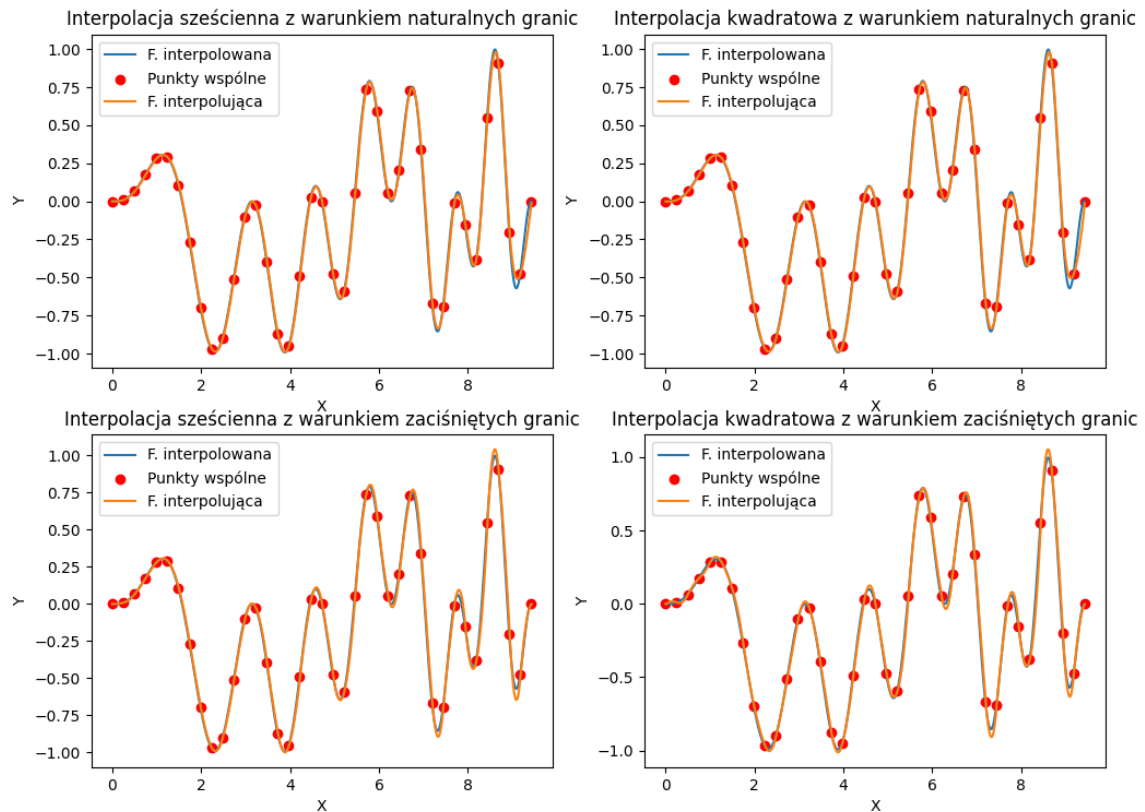 Interpolacja sześcienna z warunkiem naturalnych granic
F. interpolowana
Punkty wspólne
F. interpolująca
1.00
0.75
0.50
0.25
0.00
−0.25
−0.50
−0.75
−1.00
Y
0 2 4 6 8
X
Interpolacja kwadratowa z warunkiem naturalnych granic
F. interpolowana
Punkty wspólne
F. interpolująca
1.00
0.75
0.50
0.25
0.00
−0.25
−0.50
−0.75
−1.00
Y
0 2 4 6 8
X
Interpolacja sześcienna z warunkiem zaciśniętych granic
F. interpolowana
Punkty wspólne
F. interpolująca
1.00
0.75
0.50
0.25
0.00
−0.25
−0.50
−0.75
−1.00
Y
0 2 4 6 8
X
Interpolacja kwadratowa z warunkiem zaciśniętych granic
F. interpolowana
Punkty wspólne
F. interpolująca
1.0
0.5
0.0
−0.5
−1.0
Y
0 2 4 6 8
X